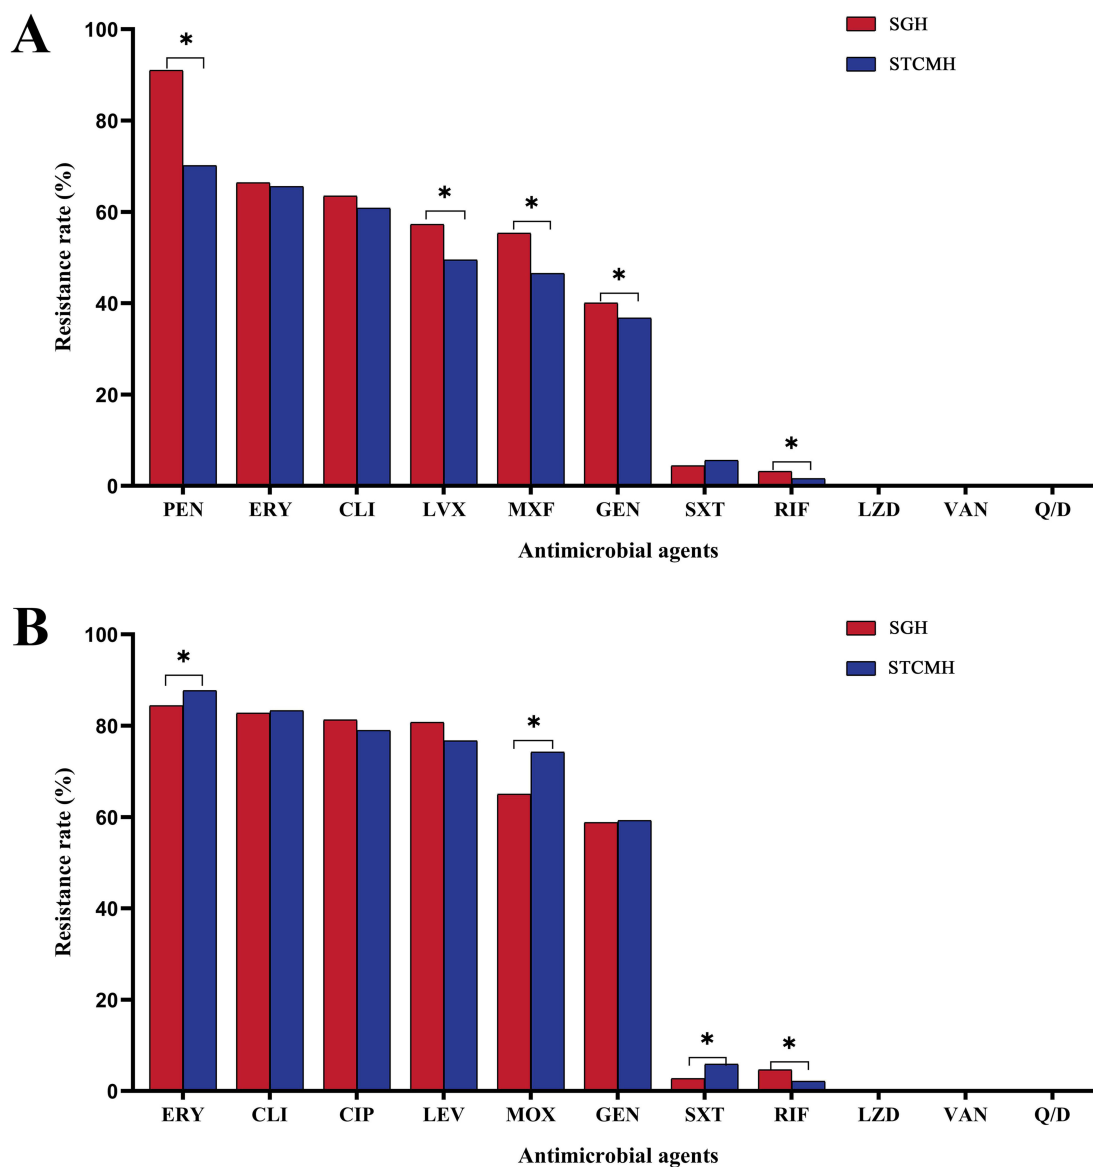 A
SGH
STCMH
Resistance rate (%)
100
80
60
40
20
0
* * * * *
PEN ERY CLI LVX MXF GEN SXT RIF LZD VAN Q/D
Antimicrobial agents
B
SGH
STCMH
Resistance rate (%)
100
80
60
40
20
0
* * * *
ERY CLI CIP LEV MOX GEN SXT RIF LZD VAN Q/D
Antimicrobial agents